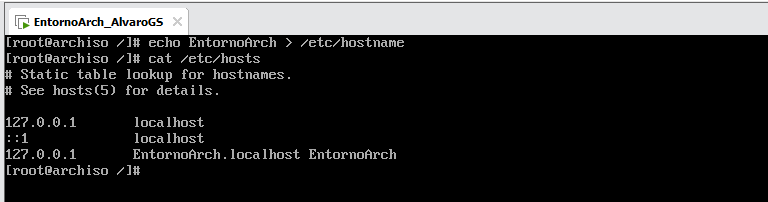 EntornoArch_AlvaroGS
[root@archiso /]# echo EntornoArch > /etc/hostname
[root@archiso /]# cat /etc/hosts
# Static table lookup for hostnames.
# See hosts(5) for details.

127.0.0.1 localhost
::1 localhost
127.0.0.1 EntornoArch.localhost EntornoArch
[root@archiso /]#